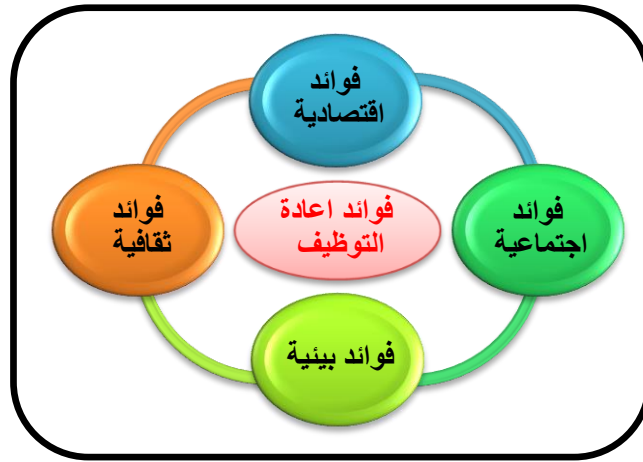 فوائد
اقتصادية
فوائد
اجتماعية
فوائد اعادة
التوظيف
فوائد
ثقافية
فوائد بيئية